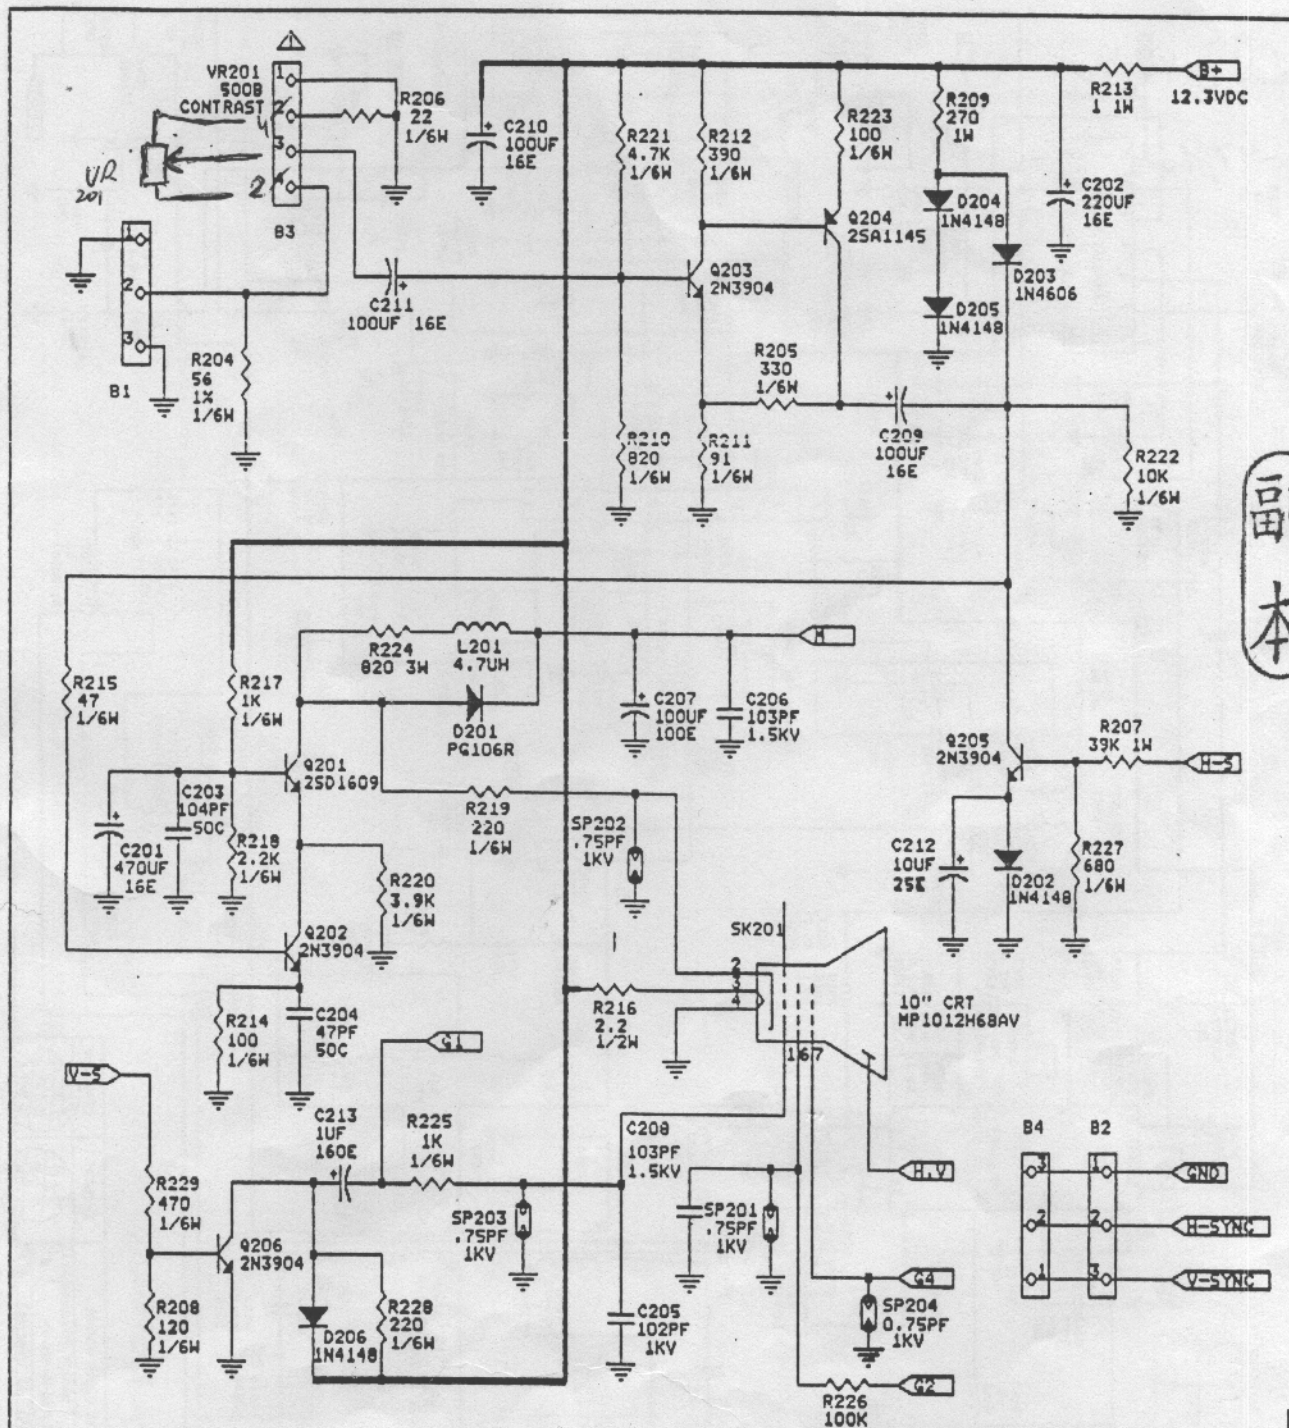 VR201
500B
CONTRAST
1
2
3
4
4
2
VR
201
B3
R206
22
1/6W
C210
100UF
16E
R221
4.7K
1/6W
R212
390
1/6W
R223
100
1/6W
R209
270
1W
R213
1 1W
B+
12.3VDC
D204
1N4148
C202
220UF
16E
Q204
2SA1145
Q203
2N3904
D203
1N4606
D205
1N4148
C211
100UF 16E
1
2
3
B1
R204
56
1%
1/6W
R205
330
1/6W
R210
820
1/6W
R211
91
1/6W
C209
100UF
16E
R222
10K
1/6W
副
本
R224
820 3W
L201
4.7UH
H
R215
47
1/6W
R217
1K
1/6W
D201
PG106R
C207
100UF
100E
C206
103PF
1.5KV
Q205
2N3904
R207
39K 1W
H-S
Q201
2SD1609
C203
104PF
50C
C201
470UF
16E
R218
2.2K
1/6W
R219
220
1/6W
SP202
.75PF
1KV
R220
3.9K
1/6W
C212
10UF
25E
D202
1N4148
R227
680
1/6W
Q202
2N3904
SK201
2
3
4
R216
2.2
1/2W
10" CRT
MP1012H68AV
167
R214
100
1/6W
C204
47PF
50C
G1
V-S
C213
1UF
160E
R225
1K
1/6W
C208
103PF
1.5KV
H.V
B4
B2
3
1
GND
2
2
H-SYNC
1
3
V-SYNC
R229
470
1/6W
Q206
2N3904
SP203
.75PF
1KV
SP201
.75PF
1KV
G4
SP204
0.75PF
1KV
R208
120
1/6W
D206
1N4148
R228
220
1/6W
C205
102PF
1KV
G2
R226
100K